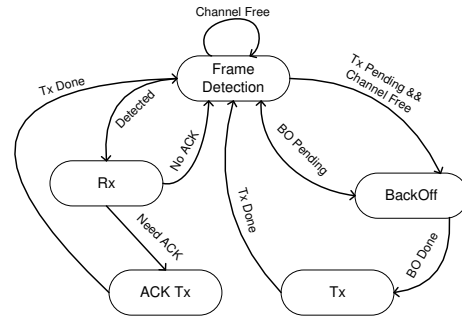 Channel Free
Frame
Detection
Tx Done
Detected
No ACK
Tx Pending &&
Channel Free
BO Pending
Rx
BackOff
Need ACK
Tx Done
BO Done
ACK Tx
Tx